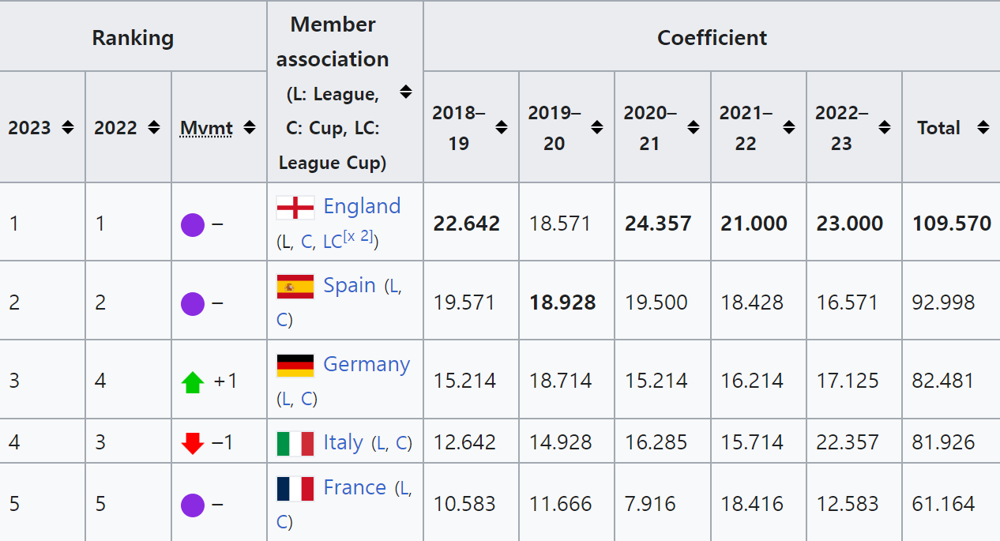 Ranking
Member association (L: League, C: Cup, LC: League Cup)
Coefficient
2023 2022 Mvmt 2018–19 2019–20 2020–21 2021–22 2022–23 Total
1 1 – England (L, C, LC[x 2]) 22.642 18.571 24.357 21.000 23.000 109.570
2 2 – Spain (L, C) 19.571 18.928 19.500 18.428 16.571 92.998
3 4 +1 Germany (L, C) 15.214 18.714 15.214 16.214 17.125 82.481
4 3 –1 Italy (L, C) 12.642 14.928 16.285 15.714 22.357 81.926
5 5 – France (L, C) 10.583 11.666 7.916 18.416 12.583 61.164